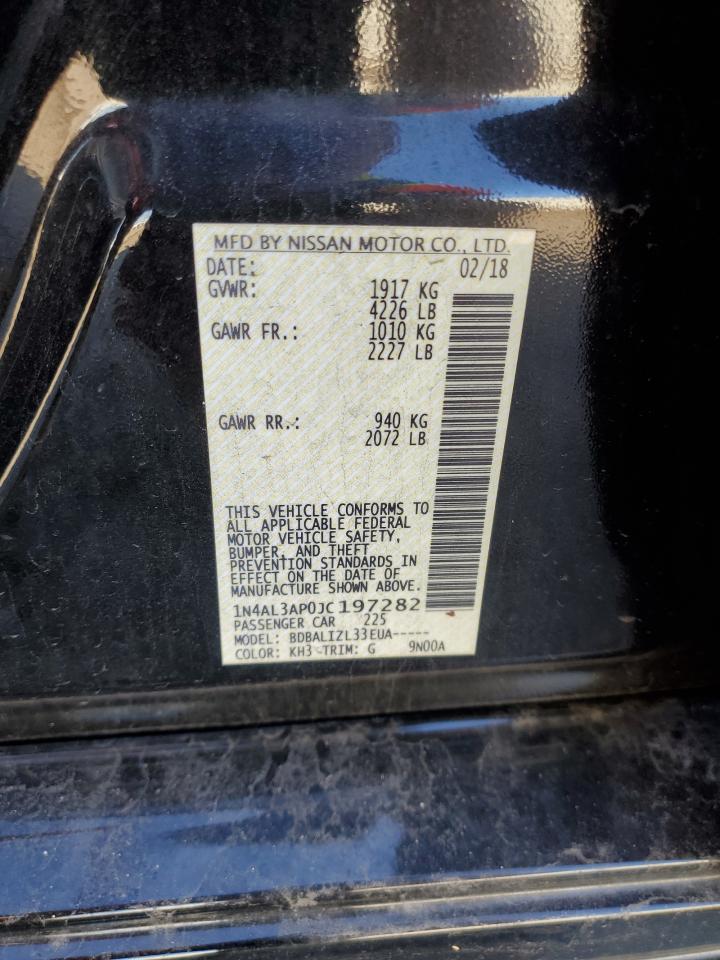 MFD BY NISSAN MOTOR CO., LTD.
DATE: 02/18
GVWR: 1917 KG
4226 LB
GAWR FR.: 1010 KG
2227 LB
GAWR RR.: 940 KG
2072 LB
THIS VEHICLE CONFORMS TO
ALL APPLICABLE FEDERAL
MOTOR VEHICLE SAFETY,
BUMPER, AND THEFT
PREVENTION STANDARDS IN
EFFECT ON THE DATE OF
MANUFACTURE SHOWN ABOVE.
1N4AL3AP0JC197282
PASSENGER CAR 225
MODEL: BDBALIZL33EUA-----
COLOR: KH3 TRIM: G 9N00A